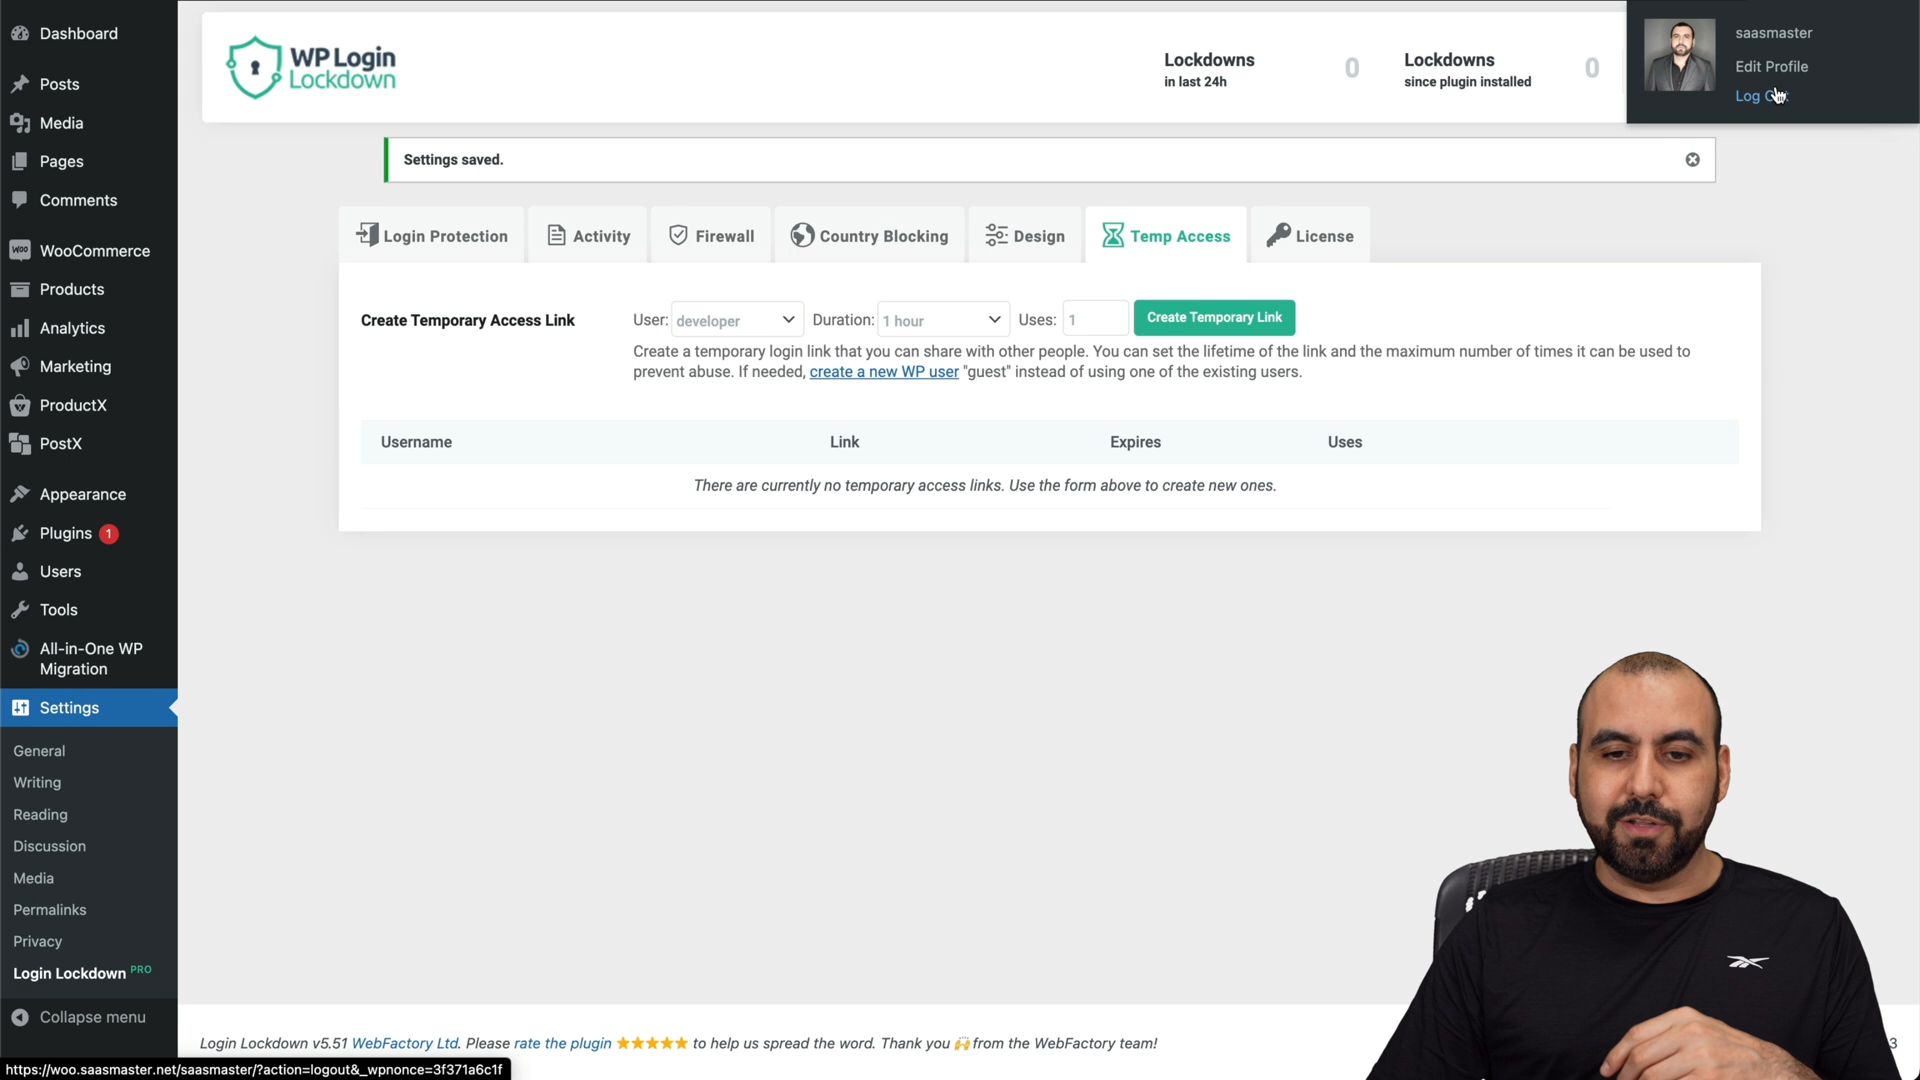 Dashboard
Posts
Media
Pages
Comments
WooCommerce
Products
Analytics
Marketing
ProductX
PostX
Appearance
Plugins 1
Users
Tools
All-in-One WP
Migration
Settings
General
Writing
Reading
Discussion
Media
Permalinks
Privacy
Login Lockdown PRO
Collapse menu
WP Login
Lockdown
Lockdowns
in last 24h
0
Lockdowns
since plugin installed
0
saasmaster
Edit Profile
Log
Settings saved.
Login Protection
Activity
Firewall
Country Blocking
Design
Temp Access
License
Create Temporary Access Link
User: developer Duration: 1 hour Uses: 1 Create Temporary Link
Create a temporary login link that you can share with other people. You can set the lifetime of the link and the maximum number of times it can be used to
prevent abuse. If needed, create a new WP user "guest" instead of using one of the existing users.
Username Link Expires Uses
There are currently no temporary access links. Use the form above to create new ones.
Login Lockdown v5.51 WebFactory Ltd. Please rate the plugin ★★★★★ to help us spread the word. Thank you 🙌 from the WebFactory team!
3
https://woo.saasmaster.net/saasmaster/?action=logout&_wpnonce=3f371a6c1f